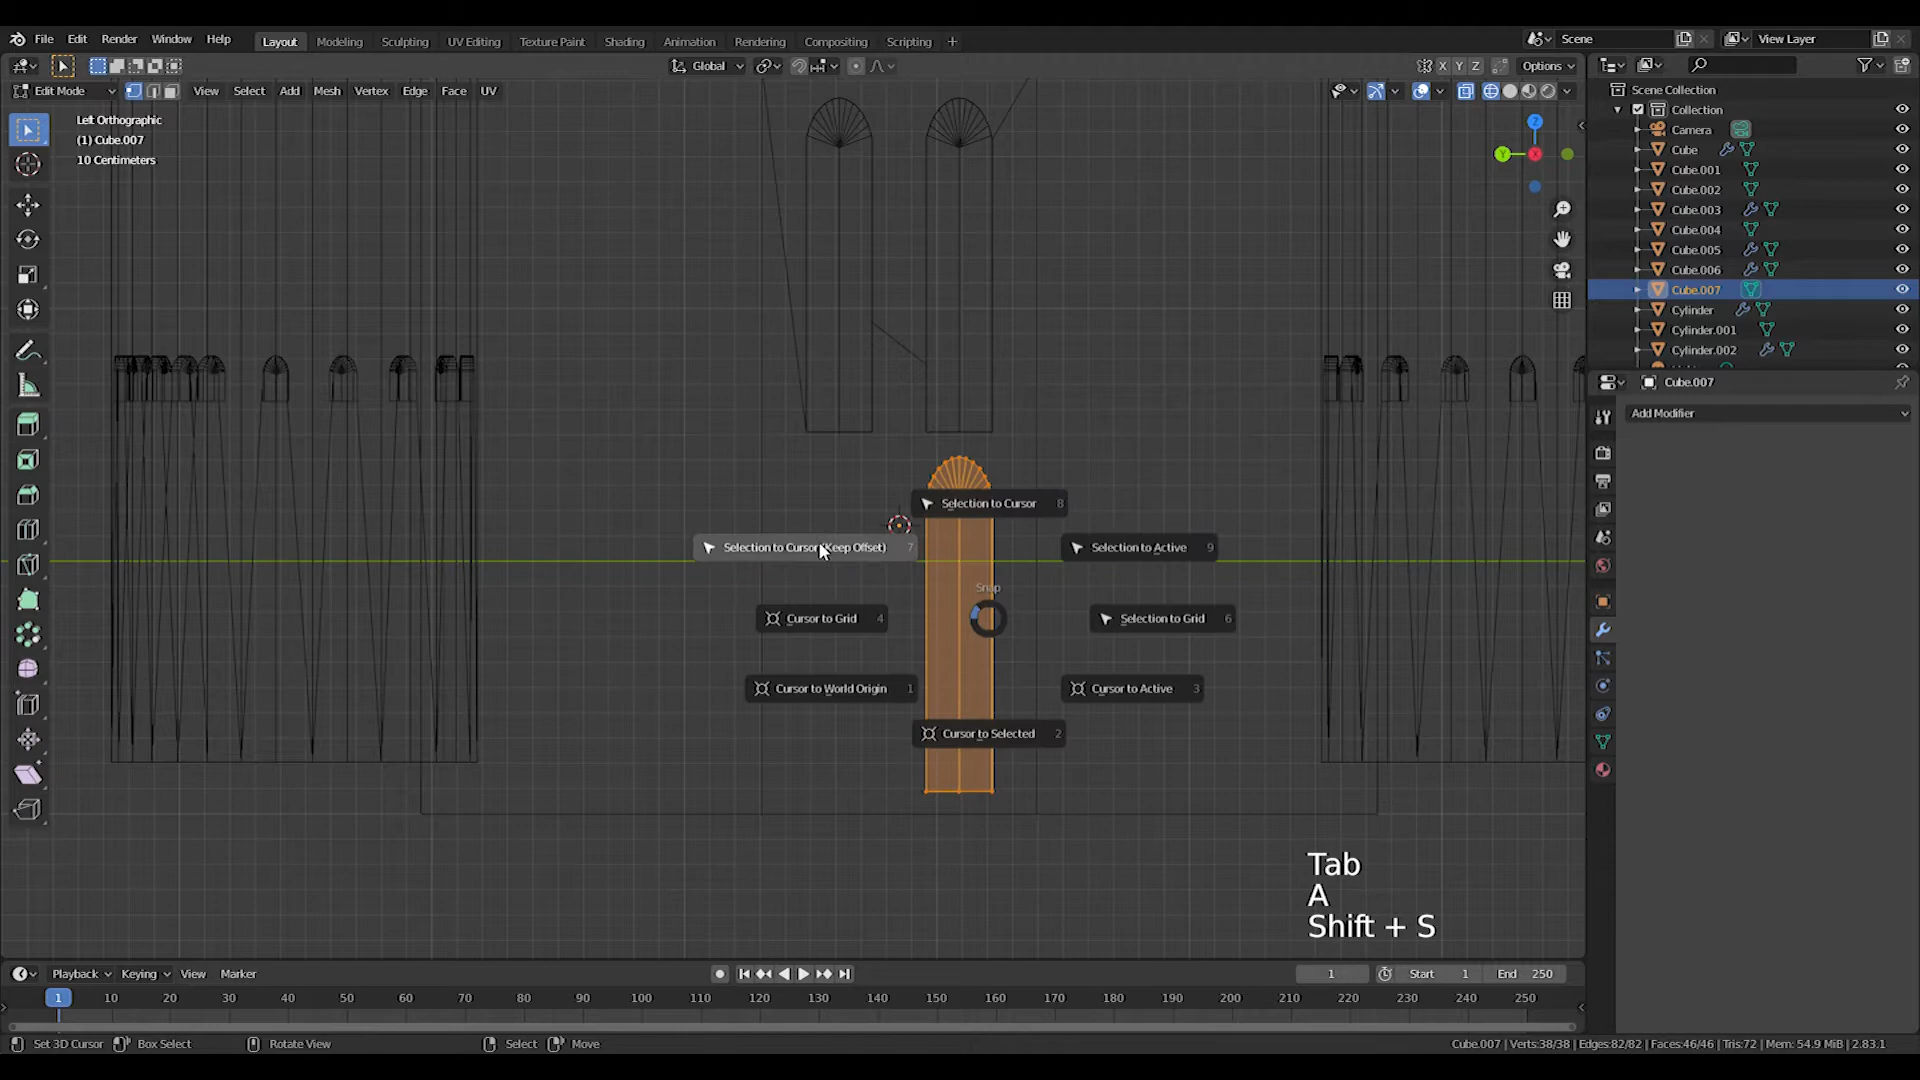 File Edit Render Window Help
Layout Modeling Sculpting UV Editing Texture Paint Shading Animation Rendering Compositing Scripting +
Scene
View Layer
Global
X Y Z
Options
Edit Mode
View Select Add Mesh Vertex Edge Face UV
Left Orthographic
(1) Cube.007
10 Centimeters
Z
Y
X
Scene Collection
Collection
Camera
Cube
Cube.001
Cube.002
Cube.003
Cube.004
Cube.005
Cube.006
Cube.007
Cylinder
Cylinder.001
Cylinder.002
Cube.007
Add Modifier
Selection to Cursor 8
Selection to Cursor (Keep Offset) 7
Selection to Active 9
Snap
Cursor to Grid 4
Selection to Grid 6
Cursor to World Origin 1
Cursor to Active 3
Cursor to Selected 2
Tab
A
Shift + S
Playback Keying View Marker
1
Start 1
End 250
1 10 20 30 40 50 60 70 80 90 100 110 120 130 140 150 160 170 180 190 200 210 220 230 240 250
Set 3D Cursor Box Select Rotate View Select Move
Cube.007 | Verts:38/38 | Edges:82/82 | Faces:46/46 | Tris:72 | Mem: 54.9 MiB | 2.83.1